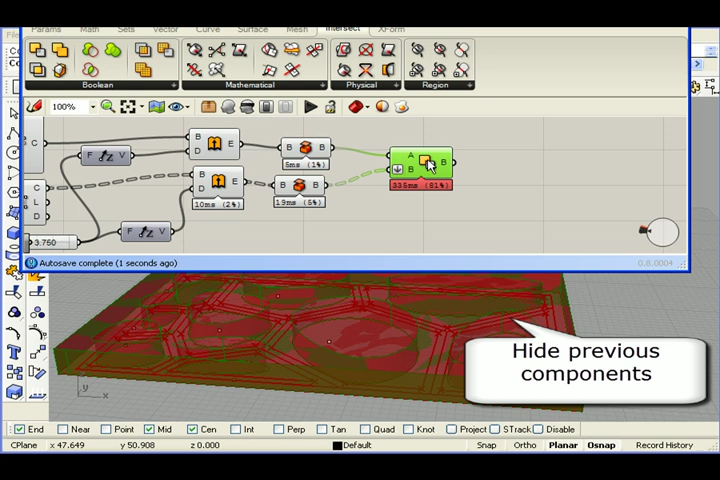 Params Math Sets Vector Curve Surface Mesh Intersect XForm
Boolean Mathematical Physical Region
100%
C F V B D E B B A B B
5ms (1%)
335ms (81%)
C L D B D E B B
10ms (2%) 19ms (5%)
3.750 F V
Autosave complete (1 seconds ago) 0.8.0004
Hide previous
components
y
x
End Near Point Mid Cen Int Perp Tan Quad Knot Project STrack Disable
CPlane x 47.649 y 50.908 z 0.000 Default Snap Ortho Planar Osnap Record History